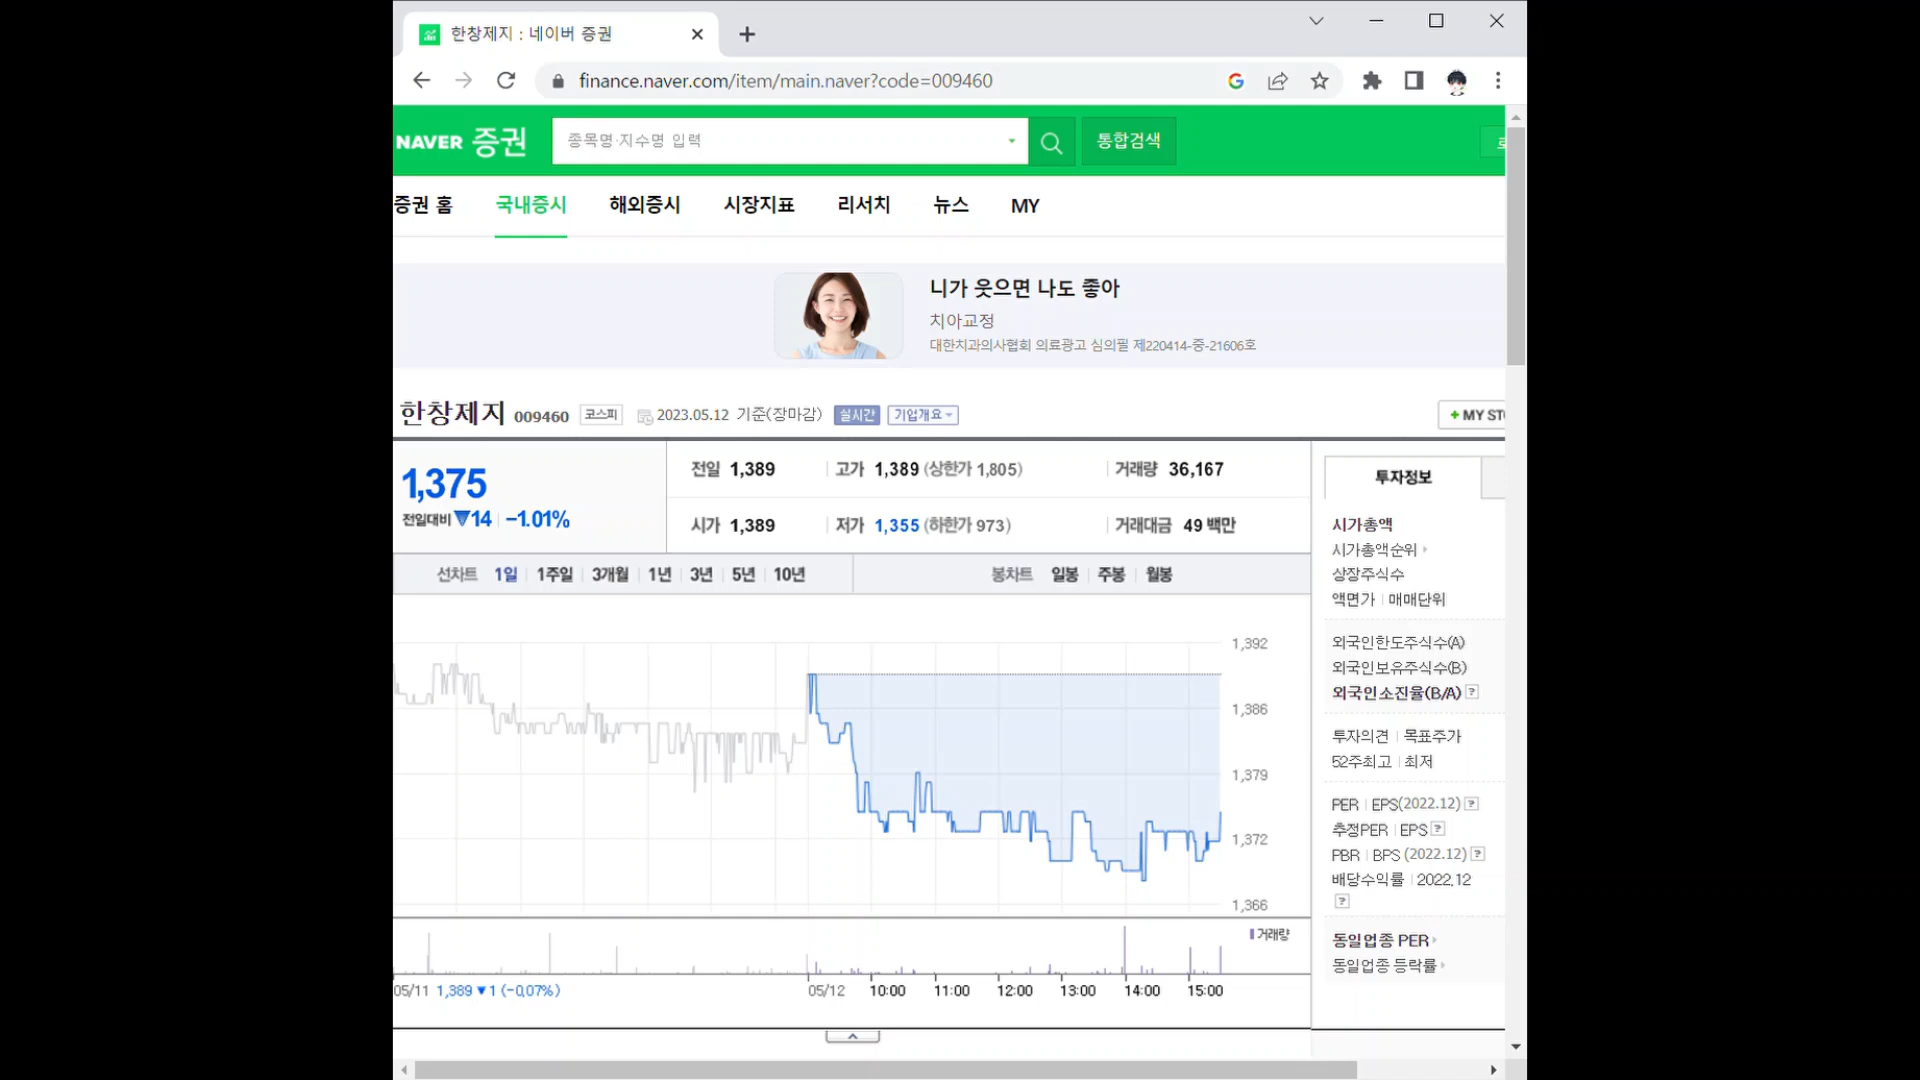 한창제지 : 네이버 증권
finance.naver.com/item/main.naver?code=009460
NAVER 증권 종목명·지수명 입력 통합검색
증권 홈 국내증시 해외증시 시장지표 리서치 뉴스 MY
니가 웃으면 나도 좋아
치아교정
대한치과의사협회 의료광고 심의필 제220414-중-21606호
한창제지 009460 코스피 2023.05.12 기준(장마감) 실시간 기업개요
+ MY ST
1,375
전일대비 ▼14 -1.01%
전일 1,389 고가 1,389 (상한가 1,805) 거래량 36,167
시가 1,389 저가 1,355 (하한가 973) 거래대금 49 백만
선차트 1일 1주일 3개월 1년 3년 5년 10년 봉차트 일봉 주봉 월봉
1,392
1,386
1,379
1,372
1,366
거래량
05/11 1,389 ▼ 1 (-0.07%) 05/12 10:00 11:00 12:00 13:00 14:00 15:00
투자정보
시가총액
시가총액순위
상장주식수
액면가 | 매매단위
외국인한도주식수(A)
외국인보유주식수(B)
외국인소진율(B/A) ?
투자의견 | 목표주가
52주최고 | 최저
PER | EPS(2022.12) ?
추정PER | EPS ?
PBR | BPS (2022.12) ?
배당수익률 | 2022.12
?
동일업종 PER
동일업종 등락률